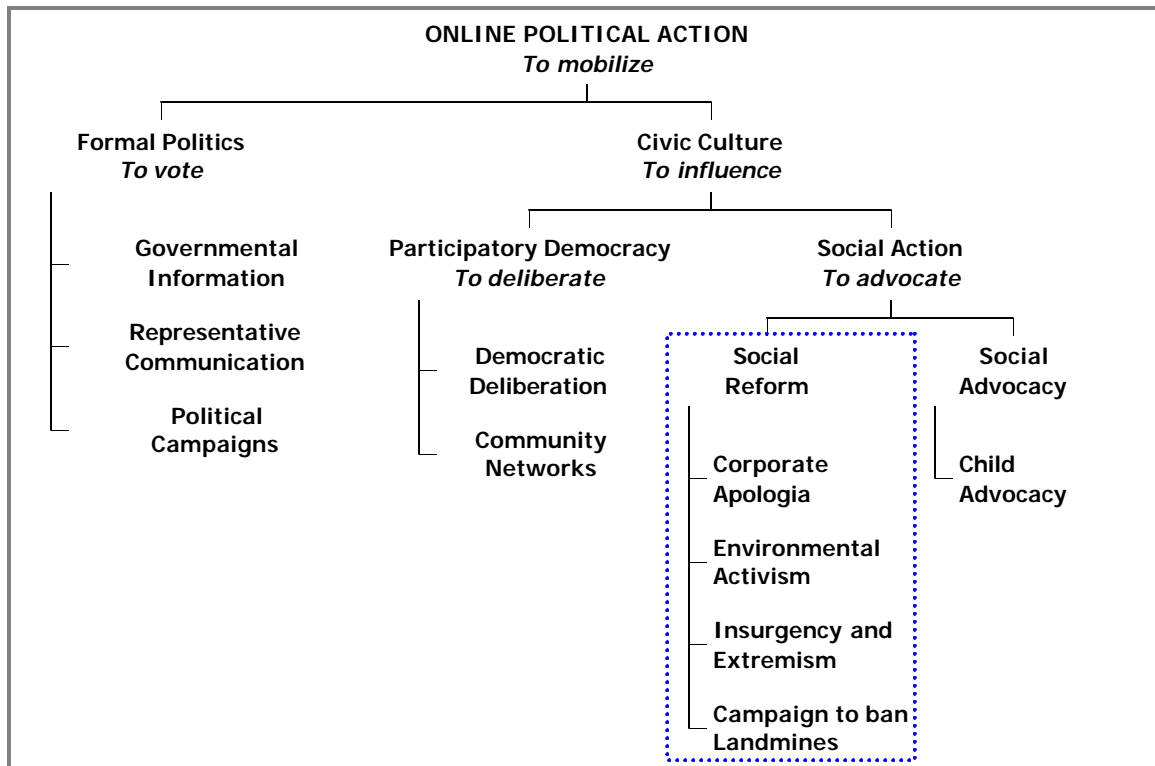 ONLINE POLITICAL ACTION
To mobilize
Formal Politics
To vote
Governmental
Information
Representative
Communication
Political
Campaigns
Civic Culture
To influence
Participatory Democracy
To deliberate
Democratic
Deliberation
Community
Networks
Social Action
To advocate
Social
Reform
Corporate
Apologia
Environmental
Activism
Insurgency and
Extremism
Campaign to ban
Landmines
Social
Advocacy
Child
Advocacy